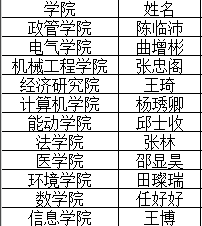 学院 姓名
政管学院 陈临沛
电气学院 曲增彬
机械工程学院 张忠阁
经济研究院 王琦
计算机学院 杨琇卿
能动学院 邱士收
法学院 张林
医学院 邵显昊
环境学院 田璨瑞
数学院 任好好
信息学院 王博